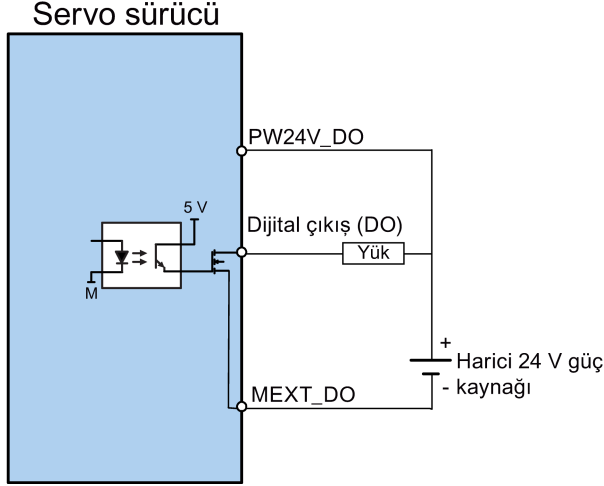 Servo sürücü
PW24V_DO
5 V
Dijital çıkış (DO)
Yük
M
+
Harici 24 V güç
- kaynağı
MEXT_DO